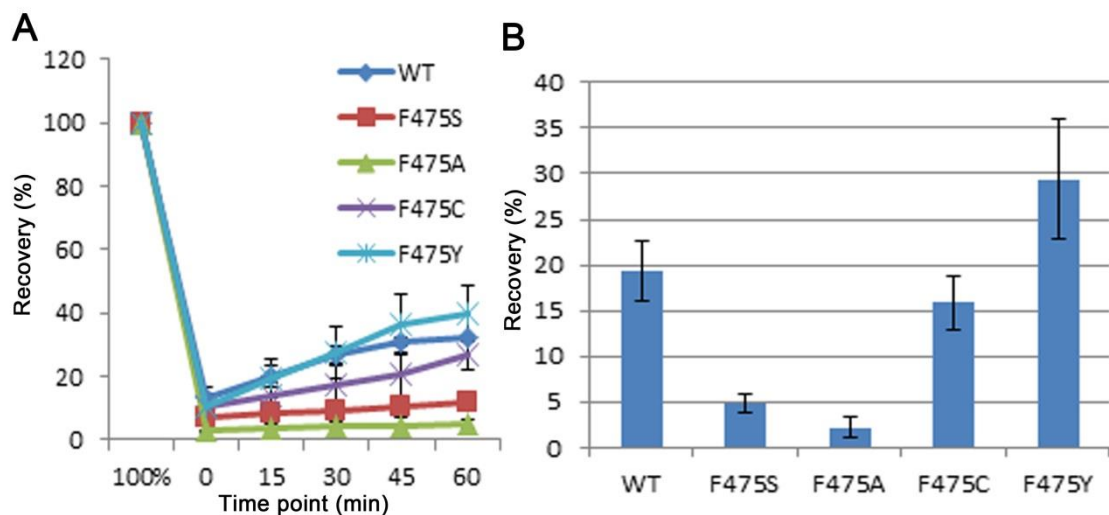 A
Recovery (%)
120
100
80
60
40
20
0
100% 0 15 30 45 60
Time point (min)
WT
F475S
F475A
F475C
F475Y
B
Recovery (%)
40
35
30
25
20
15
10
5
0
WT F475S F475A F475C F475Y